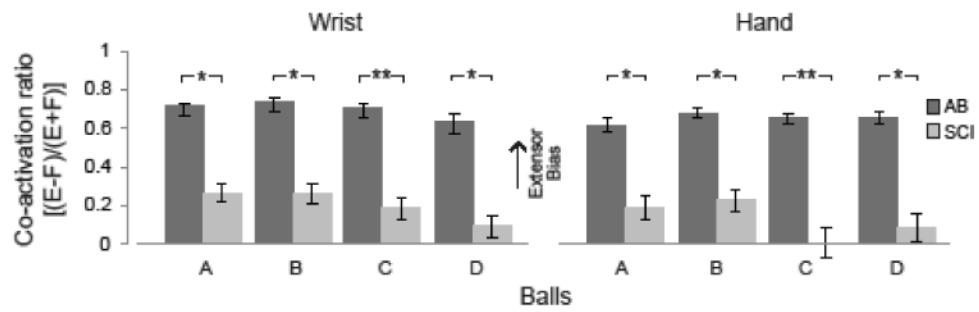 Wrist
Hand
Co-activation ratio
[(E-F)/(E+F)]
1
0.8
0.6
0.4
0.2
0
* * ** *
* * ** *
AB
SCI
Extensor
Bias
A B C D
A B C D
Balls